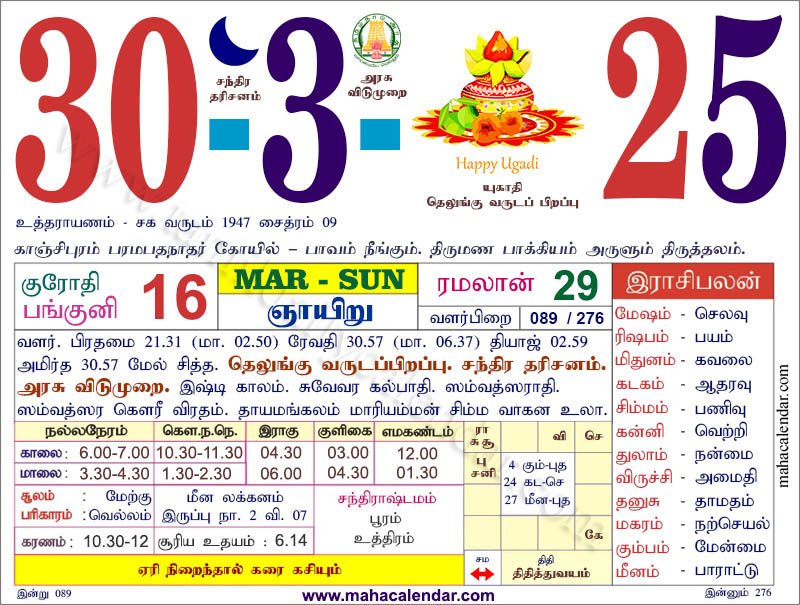 30 - 3 - 25
சந்திர
தரிசனம்
அரசு
விடுமுறை
Happy Ugadi
யுகாதி
தெலுங்கு வருடப் பிறப்பு
உத்தராயணம் - சக வருடம் 1947 சைத்ரம் 09
காஞ்சிபுரம் பரமபதநாதர் கோயில் – பாவம் நீங்கும். திருமண பாக்கியம் அருளும் திருத்தலம்.
குரோதி
பங்குனி 16
MAR - SUN
ஞாயிறு
ரமலான் 29
வளர்பிறை 089 / 276
வளர். பிரதமை 21.31 (மா. 02.50) ரேவதி 30.57 (மா. 06.37) தியாஜ் 02.59
அமிர்த 30.57 மேல் சித்த. தெலுங்கு வருடப்பிறப்பு. சந்திர தரிசனம்.
அரசு விடுமுறை. இஷ்டி காலம். சுவேவர கல்பாதி. ஸம்வத்ஸராதி.
ஸம்வத்ஸர கௌரீ விரதம். தாயமங்கலம் மாரியம்மன் சிம்ம வாகன உலா.
நல்லநேரம் கௌ.ந.நெ. இராகு குளிகை எமகண்டம்
காலை: 6.00-7.00 10.30-11.30 04.30 03.00 12.00
மாலை: 3.30-4.30 1.30-2.30 06.00 04.30 01.30
சூலம் : மேற்கு
பரிகாரம் : வெல்லம்
மீன லக்கனம்
இருப்பு நா. 2 வி. 07
கரணம்: 10.30-12
சூரிய உதயம் : 6.14
சந்திராஷ்டமம்
பூரம்
உத்திரம்
ஏரி நிறைந்தால் கரை கசியும்
ரா
சு சூ
வி
செ
பு
சனி
4 கும்-புத
24 கட-செ
27 மீன-புத
கே
சம
திதி
திதித்துவயம்
இராசிபலன்
மேஷம் - செலவு
ரிஷபம் - பயம்
மிதுனம் - கவலை
கடகம் - ஆதரவு
சிம்மம் - பணிவு
கன்னி - வெற்றி
துலாம் - நன்மை
விருச்சி - அமைதி
தனுசு - தாமதம்
மகரம் - நற்செயல்
கும்பம் - மேன்மை
மீனம் - பாராட்டு
mahacalendar.com
இன்று 089
www.mahacalendar.com
இன்னும் 276